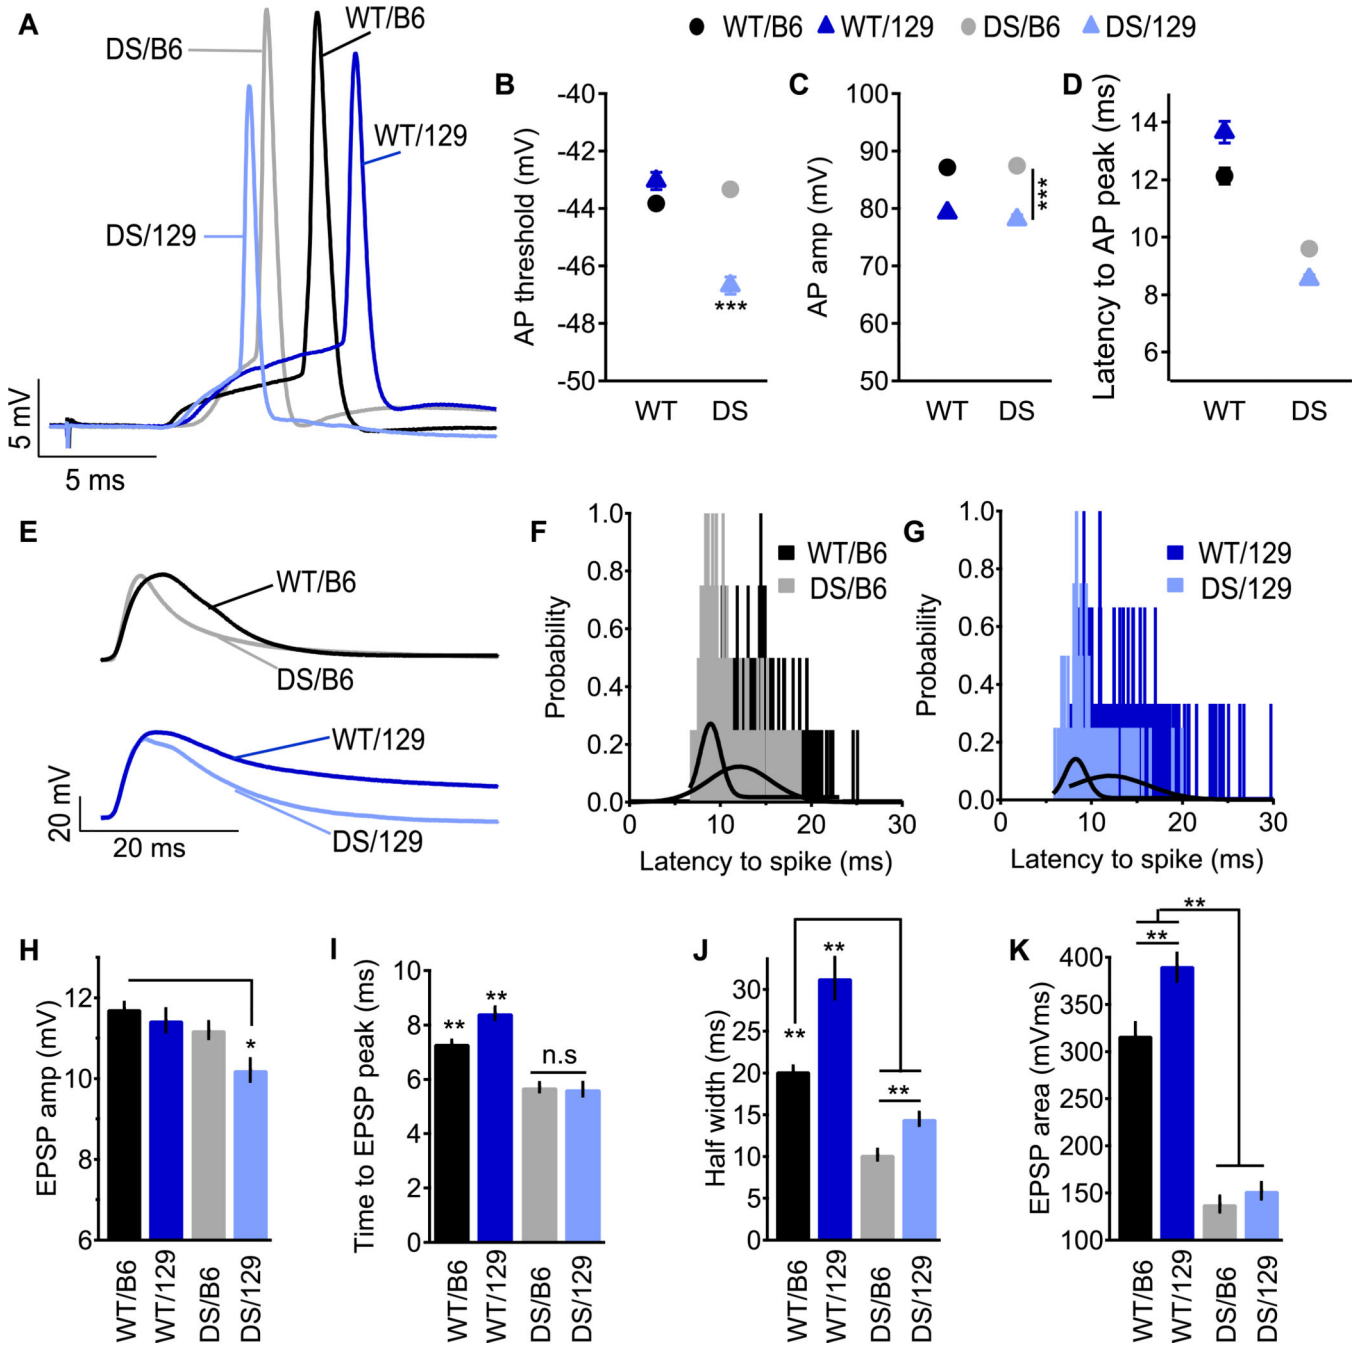 A
DS/B6
WT/B6
WT/129
DS/129
5 mV
5 ms
WT/B6 WT/129 DS/B6 DS/129
B
AP threshold (mV)
-40
-42
-44
-46
-48
-50
***
WT DS
C
AP amp (mV)
100
90
80
70
60
50
***
WT DS
D
Latency to AP peak (ms)
14
12
10
8
6
WT DS
E
WT/B6
DS/B6
WT/129
DS/129
20 mV
20 ms
F
Probability
1.0
0.8
0.6
0.4
0.2
0.0
WT/B6
DS/B6
0 10 20 30
Latency to spike (ms)
G
Probability
1.0
0.8
0.6
0.4
0.2
0.0
WT/129
DS/129
0 10 20 30
Latency to spike (ms)
H
EPSP amp (mV)
12
10
8
6
*
WT/B6
WT/129
DS/B6
DS/129
I
Time to EPSP peak (ms)
10
8
6
4
2
0
**
**
n.s
WT/B6
WT/129
DS/B6
DS/129
J
Half width (ms)
30
25
20
15
10
5
0
**
**
**
WT/B6
WT/129
DS/B6
DS/129
K
EPSP area (mVms)
400
350
300
250
400
150
100
**
**
WT/B6
WT/129
DS/B6
DS/129